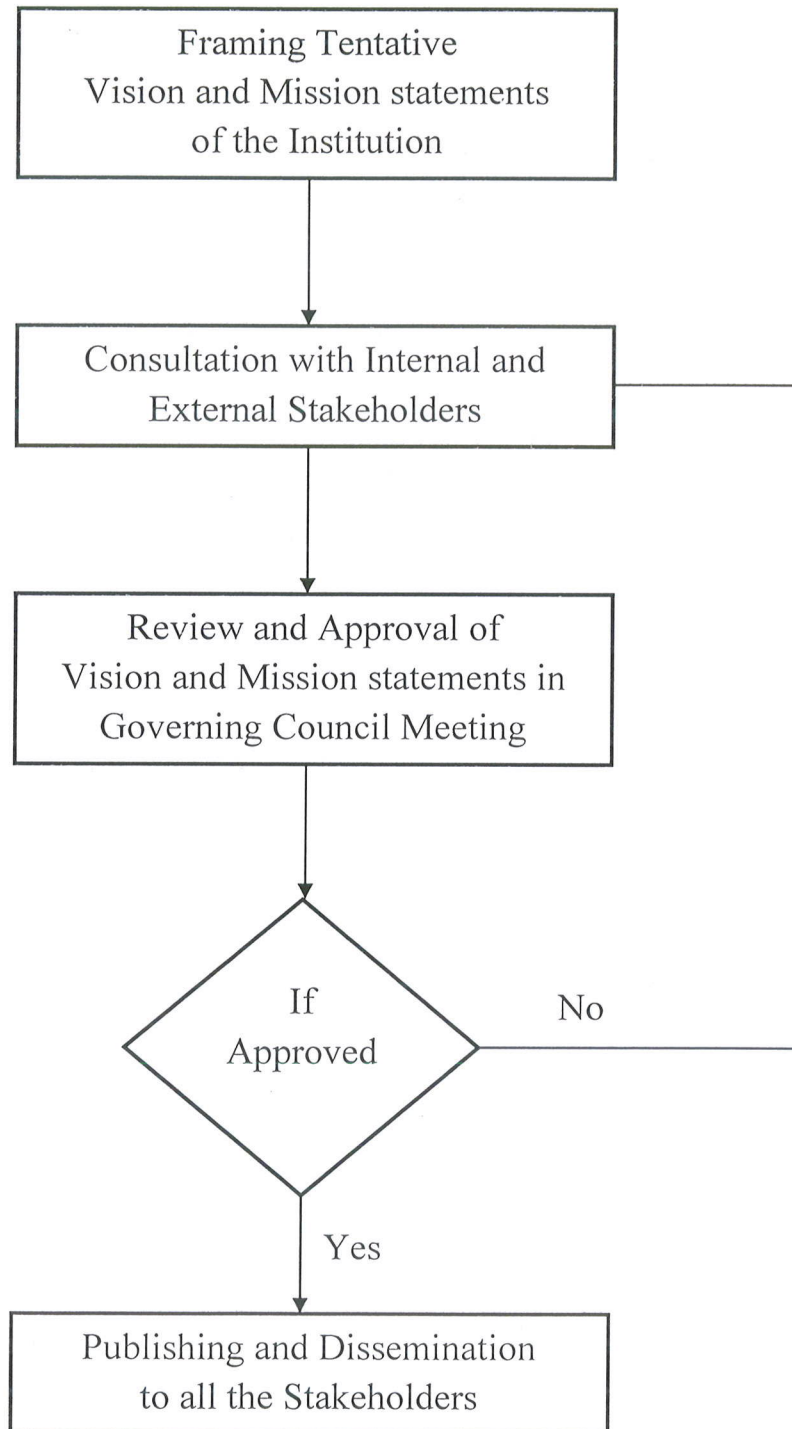 Framing Tentative
Vision and Mission statements
of the Institution
Consultation with Internal and
External Stakeholders
Review and Approval of
Vision and Mission statements in
Governing Council Meeting
If
Approved
No
Yes
Publishing and Dissemination
to all the Stakeholders